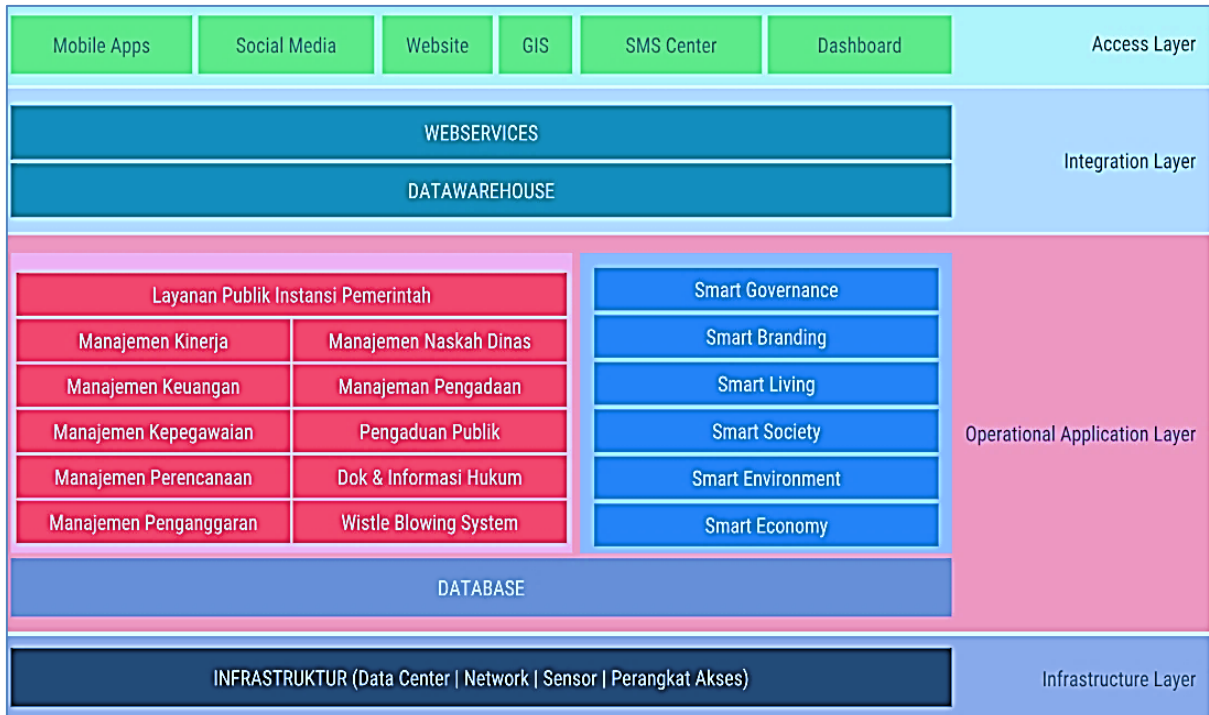 Mobile Apps
Social Media
Website
GIS
SMS Center
Dashboard
Access Layer
WEBSERVICES
DATAWAREHOUSE
Integration Layer
Layanan Publik Instansi Pemerintah
Manajemen Kinerja
Manajemen Naskah Dinas
Manajemen Keuangan
Manajeman Pengadaan
Manajemen Kepegawaian
Pengaduan Publik
Manajemen Perencanaan
Dok & Informasi Hukum
Manajemen Penganggaran
Wistle Blowing System
Smart Governance
Smart Branding
Smart Living
Smart Society
Smart Environment
Smart Economy
Operational Application Layer
DATABASE
INFRASTRUKTUR (Data Center | Network | Sensor | Perangkat Akses)
Infrastructure Layer